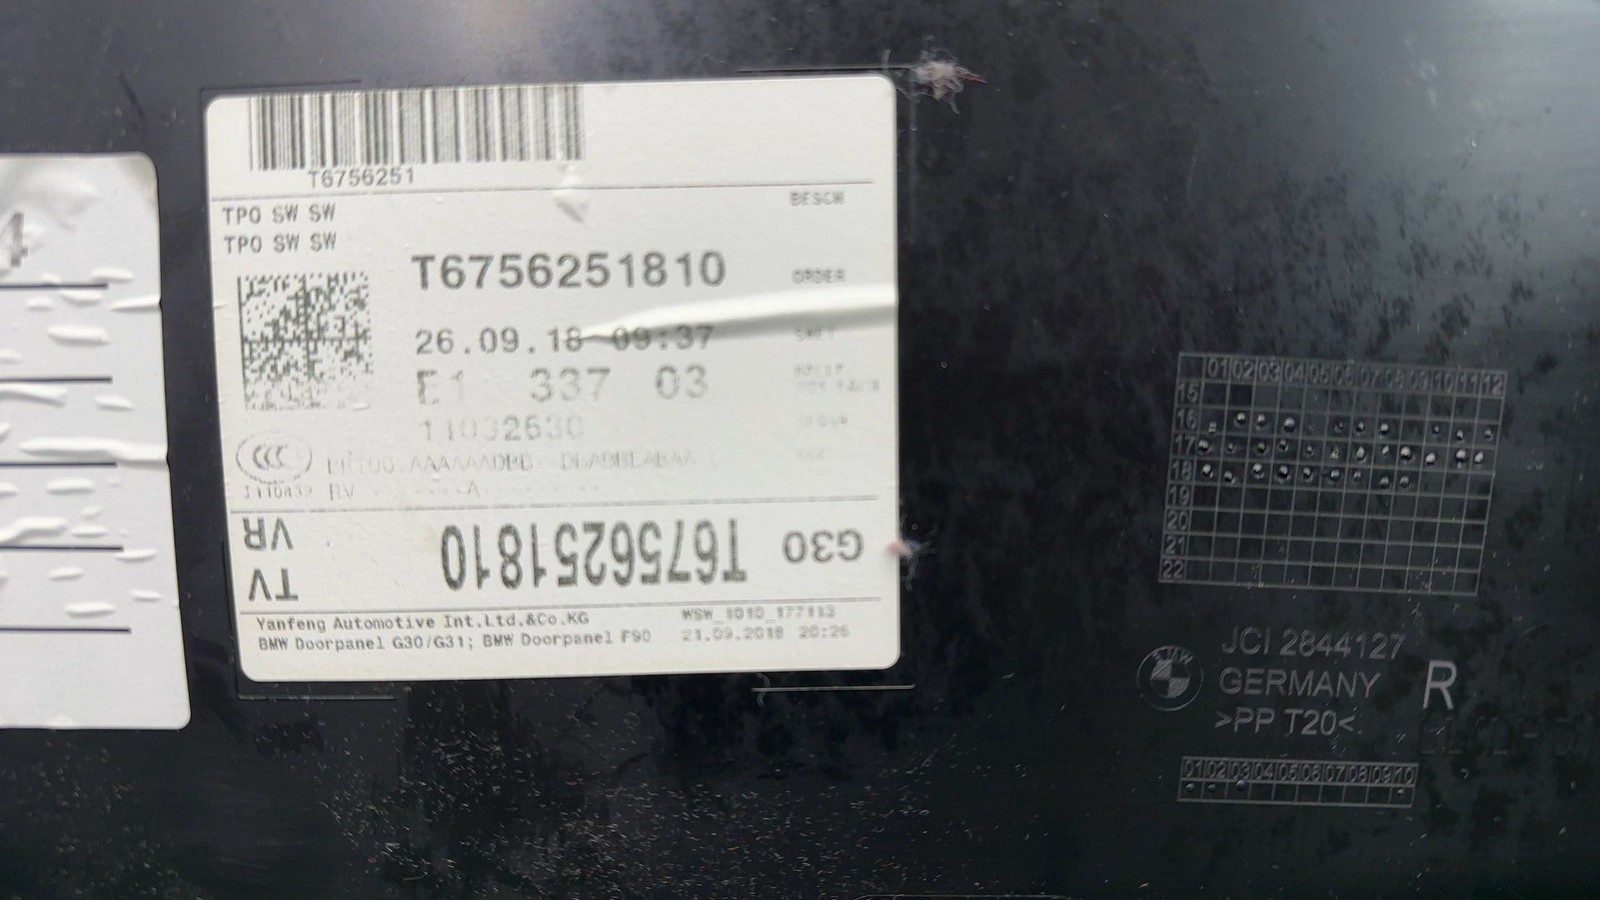 4
T6756251
TPO SW SW
TPO SW SW
BESCH
T6756251810
ORDER
26.09.18 09:37
E1 337 03
11032630
CCC
VR
TV
T6756251810
G30
Yanfeng Automotive Int.Ltd.&Co.KG
BMW Doorpanel G30/G31; BMW Doorpanel F90
21.09.2018 20:26
01 02 03 04 05 06 07 08 09 10 11 12
15
16
17
18
19
20
21
22
BMW
JCI 2844127
GERMANY
R
>PP T20<
01 02 03 04 05 06 07 08 09 10